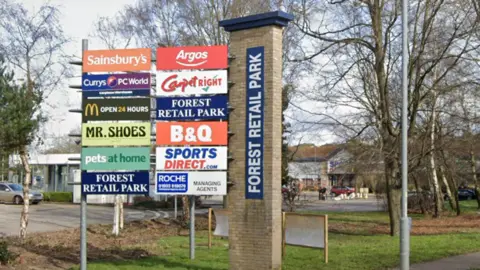 Sainsbury's
Currys PC World
OPEN 24 HOURS
MR. SHOES
pets at home
FOREST RETAIL PARK
Argos
CarpetRIGHT
FOREST
RETAIL PARK
B&Q
SPORTS
DIRECT.COM
ROCHE
MANAGING AGENTS
FOREST RETAIL PARK